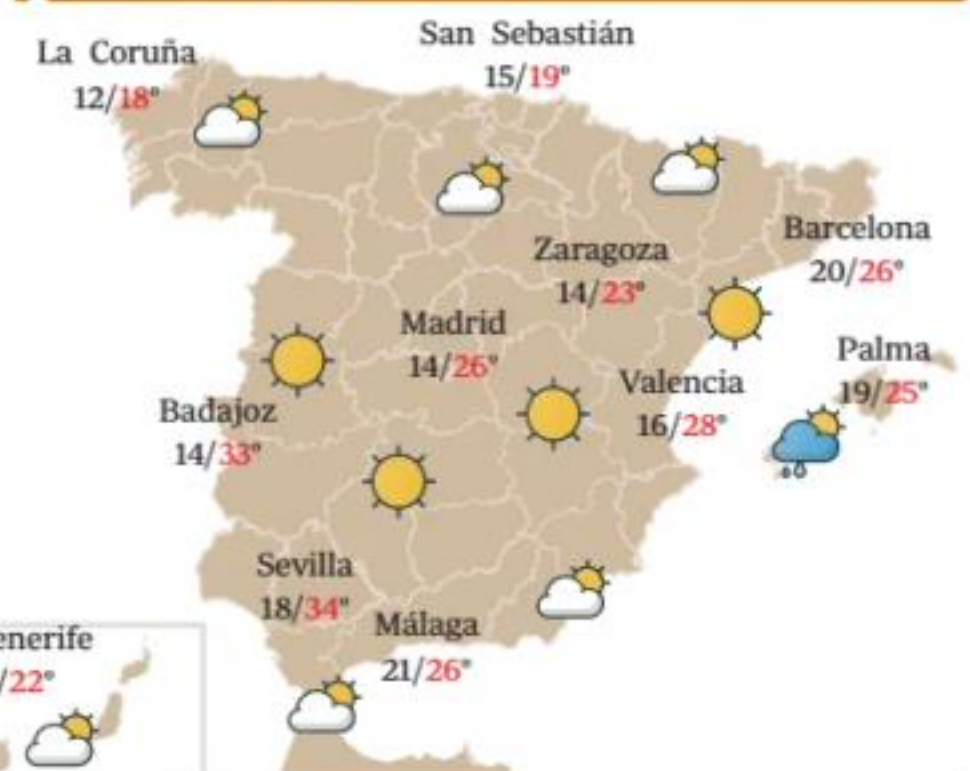 La Coruña
12/18°
San Sebastián
15/19°
Zaragoza
14/23°
Barcelona
20/26°
Madrid
14/26°
Palma
19/25°
Valencia
16/28°
Badajoz
14/33°
Sevilla
18/34°
Málaga
21/26°
enerife
/22°